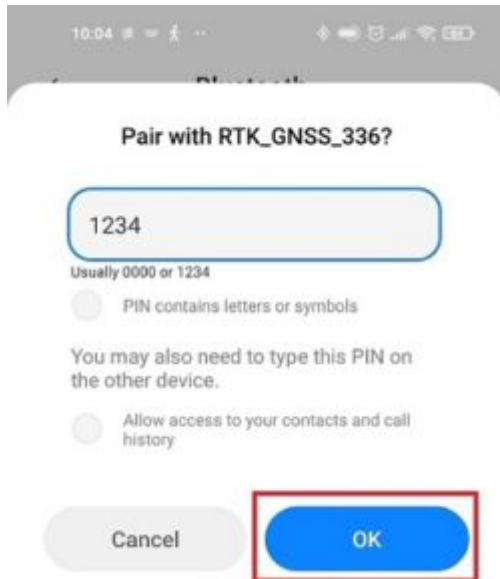 10:04
Bluetooth
Pair with RTK_GNSS_336?
1234
Usually 0000 or 1234
PIN contains letters or symbols
You may also need to type this PIN on
the other device.
Allow access to your contacts and call
history
Cancel
OK